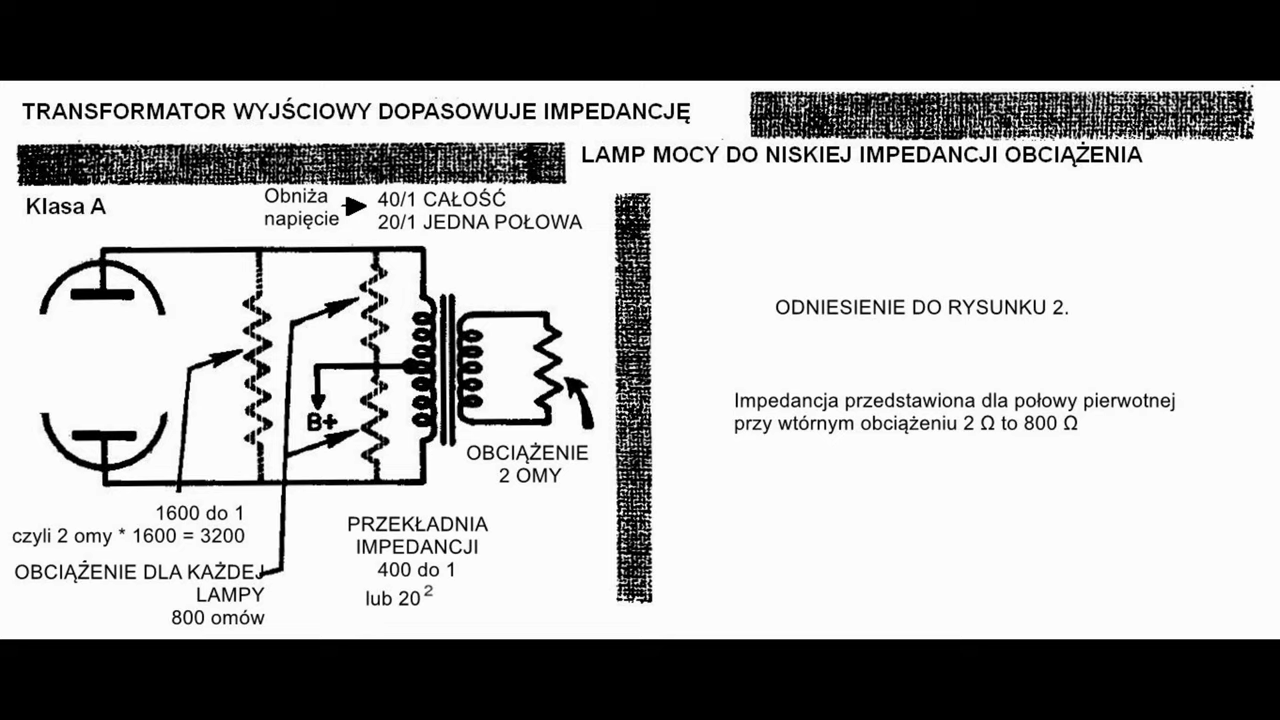 TRANSFORMATOR WYJŚCIOWY DOPASOWUJE IMPEDANCJĘ
LAMP MOCY DO NISKIEJ IMPEDANCJI OBCIĄŻENIA
Klasa A
Obniża
napięcie
40/1 CAŁOŚĆ
20/1 JEDNA POŁOWA
B+
OBCIĄŻENIE
2 OMY
1600 do 1
czyli 2 omy * 1600 = 3200
OBCIĄŻENIE DLA KAŻDEJ
LAMPY
800 omów
PRZEKŁADNIA
IMPEDANCJI
400 do 1
lub 20²
ODNIESIENIE DO RYSUNKU 2.
Impedancja przedstawiona dla połowy pierwotnej
przy wtórnym obciążeniu 2 Ω to 800 Ω